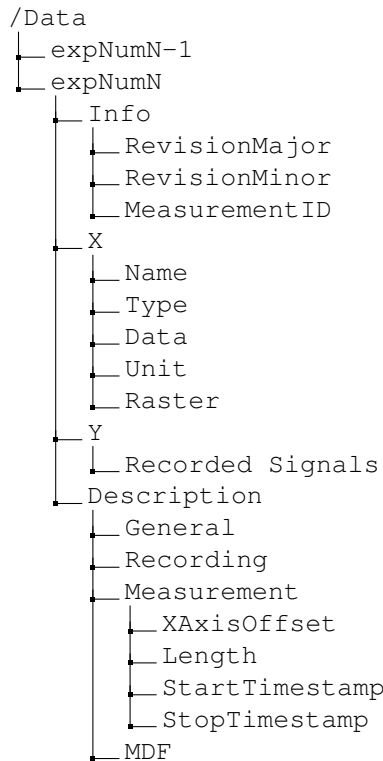 /Data
expNumN-1
expNumN
Info
RevisionMajor
RevisionMinor
MeasurementID
X
Name
Type
Data
Unit
Raster
Y
Recorded Signals
Description
General
Recording
Measurement
XAxisOffset
Length
StartTimestamp
StopTimestamp
MDF